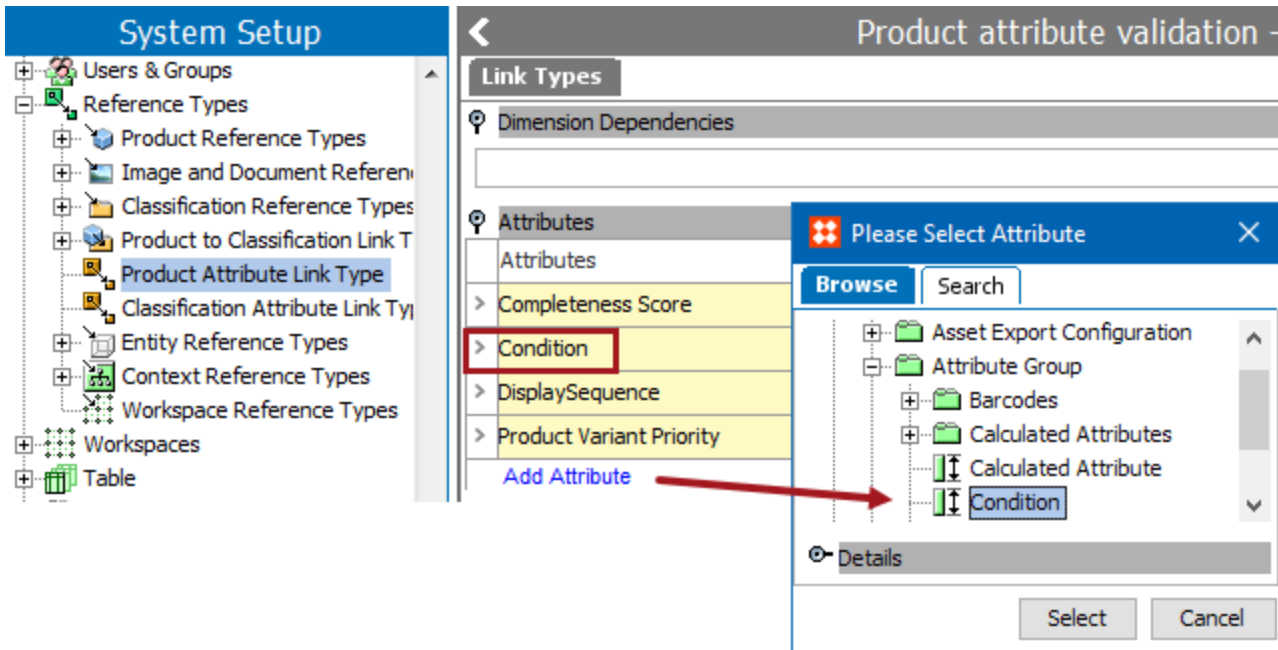 System Setup
Users & Groups
Reference Types
Product Reference Types
Image and Document Referen
Classification Reference Types
Product to Classification Link T
Product Attribute Link Type
Classification Attribute Link Ty
Entity Reference Types
Context Reference Types
Workspace Reference Types
Workspaces
Table
Product attribute validation -
Link Types
Dimension Dependencies
Attributes
Attributes
Completeness Score
Condition
DisplaySequence
Product Variant Priority
Add Attribute
Please Select Attribute
Browse Search
Asset Export Configuration
Attribute Group
Barcodes
Calculated Attributes
Calculated Attribute
Condition
Details
Select Cancel